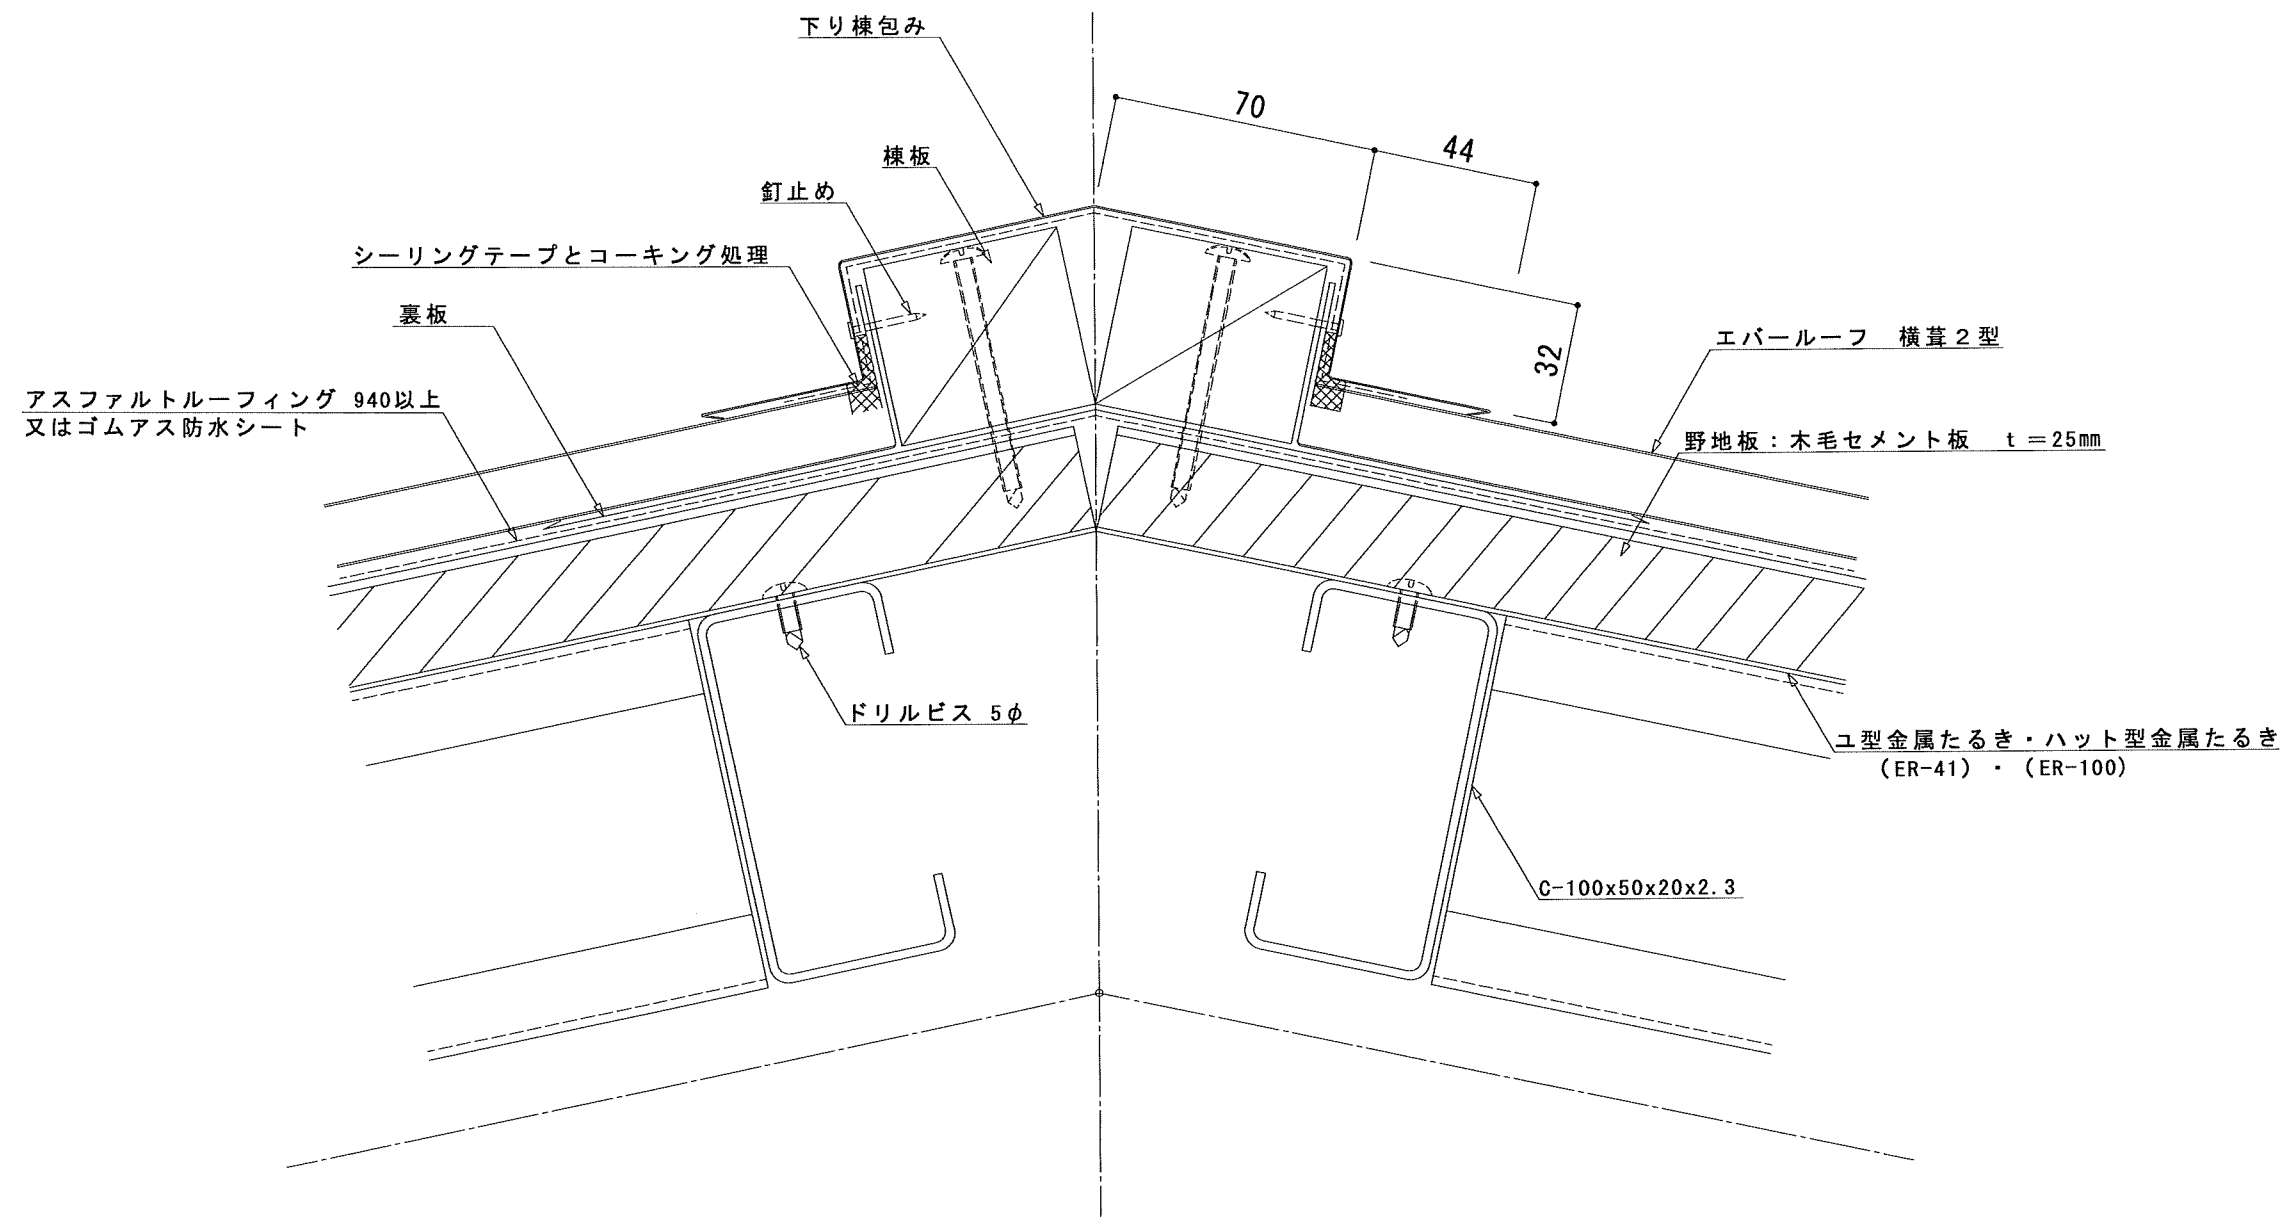 下り棟包み
70
44
棟板
釘止め
シーリングテープとコーキング処理
裏板
エバールーフ　横葺２型
32
アスファルトルーフィング 940以上
又はゴムアス防水シート
野地板：木毛セメント板　ｔ＝25㎜
ドリルビス 5φ
ユ型金属たるき・ハット型金属たるき
（ER-41）・（ER-100）
C-100x50x20x2.3